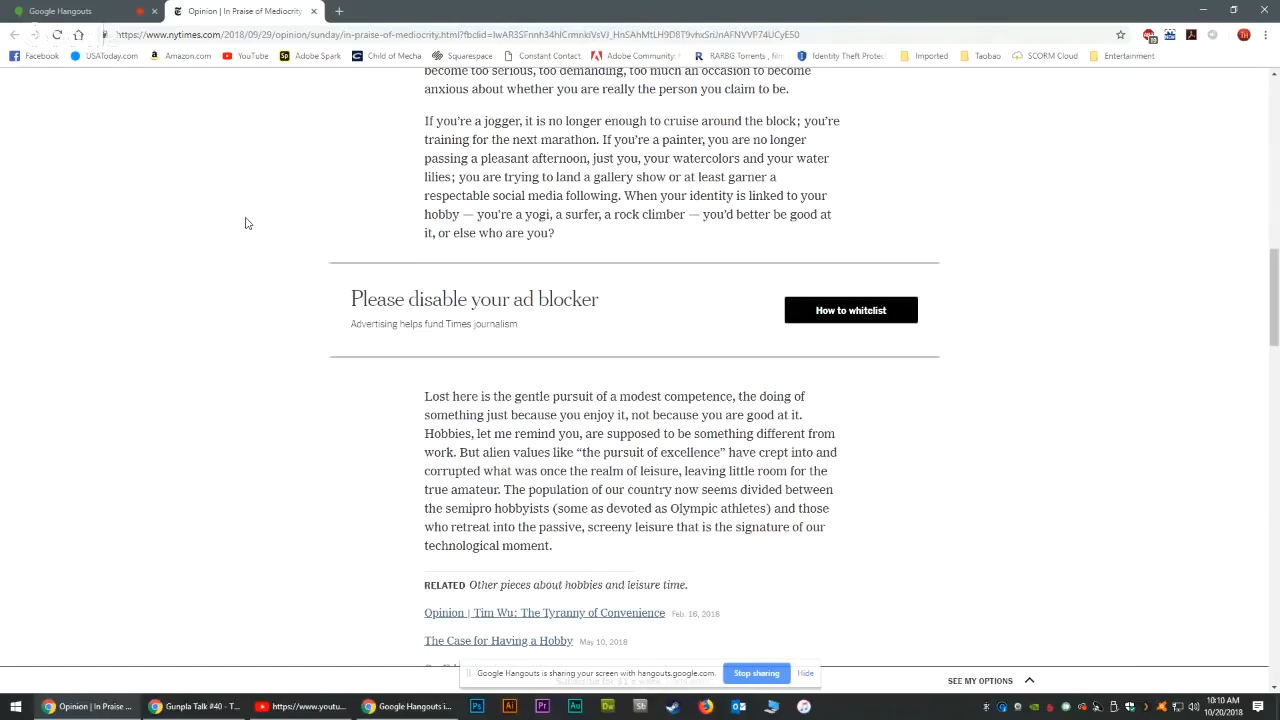 Google Hangouts
Opinion | In Praise of Mediocrity
https://www.nytimes.com/2018/09/29/opinion/sunday/in-praise-of-mediocrity.html
Facebook USAToday.com Amazon.com YouTube Adobe Spark Child of Mecha Squarespace Constant Contact Adobe Community: RARBG Torrents , film Identity Theft Protec Imported Taobao SCORM Cloud Entertainment
become too serious, too demanding, too much an occasion to become
anxious about whether you are really the person you claim to be.
If you’re a jogger, it is no longer enough to cruise around the block; you’re
training for the next marathon. If you’re a painter, you are no longer
passing a pleasant afternoon, just you, your watercolors and your water
lilies; you are trying to land a gallery show or at least garner a
respectable social media following. When your identity is linked to your
hobby — you’re a yogi, a surfer, a rock climber — you’d better be good at
it, or else who are you?
Please disable your ad blocker
Advertising helps fund Times journalism
How to whitelist
Lost here is the gentle pursuit of a modest competence, the doing of
something just because you enjoy it, not because you are good at it.
Hobbies, let me remind you, are supposed to be something different from
work. But alien values like “the pursuit of excellence” have crept into and
corrupted what was once the realm of leisure, leaving little room for the
true amateur. The population of our country now seems divided between
the semipro hobbyists (some as devoted as Olympic athletes) and those
who retreat into the passive, screeny leisure that is the signature of our
technological moment.
RELATED Other pieces about hobbies and leisure time.
Opinion | Tim Wu: The Tyranny of Convenience Feb. 16, 2018
The Case for Having a Hobby May 10, 2018
Google Hangouts is sharing your screen with hangouts.google.com. Stop sharing Hide
SEE MY OPTIONS
Opinion | In Praise ... Gunpla Talk #40 - T... https://www.youtu... Google Hangouts i...
Ps Ai Pr Au Dw Sb
10:10 AM
10/20/2018